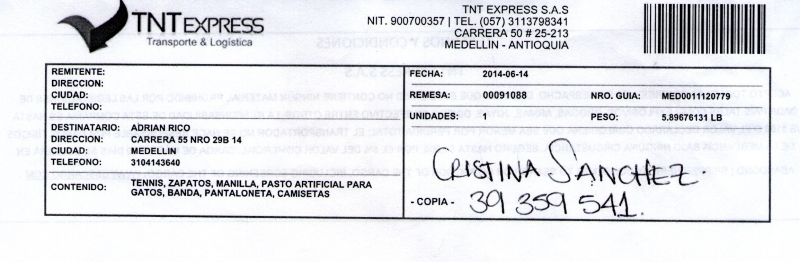 TNT EXPRESS
Transporte & Logística
TNT EXPRESS S.A.S
NIT. 900700357 | TEL. (057) 3113798341
CARRERA 50 # 25-213
MEDELLIN - ANTIOQUIA
REMITENTE:
DIRECCION:
CIUDAD:
TELEFONO:
DESTINATARIO: ADRIAN RICO
DIRECCION: CARRERA 55 NRO 29B 14
CIUDAD: MEDELLIN
TELEFONO: 3104143640
CONTENIDO: TENNIS, ZAPATOS, MANILLA, PASTO ARTIFICIAL PARA
GATOS, BANDA, PANTALONETA, CAMISETAS
FECHA: 2014-06-14
REMESA: 00091088 NRO. GUIA: MED0011120779
UNIDADES: 1 PESO: 5.89676131 LB
CRISTINA SANCHEZ.
- COPIA - 39 359 541.